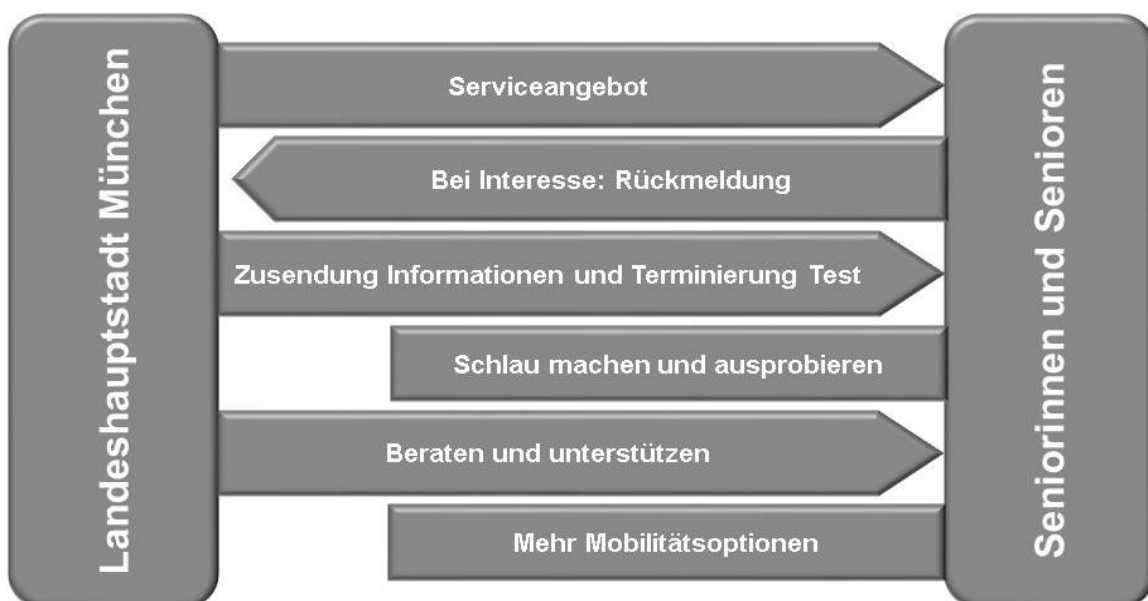 Landeshauptstadt München
Serviceangebot
Bei Interesse: Rückmeldung
Zusendung Informationen und Terminierung Test
Schlau machen und ausprobieren
Beraten und unterstützen
Mehr Mobilitätsoptionen
Seniorinnen und Senioren